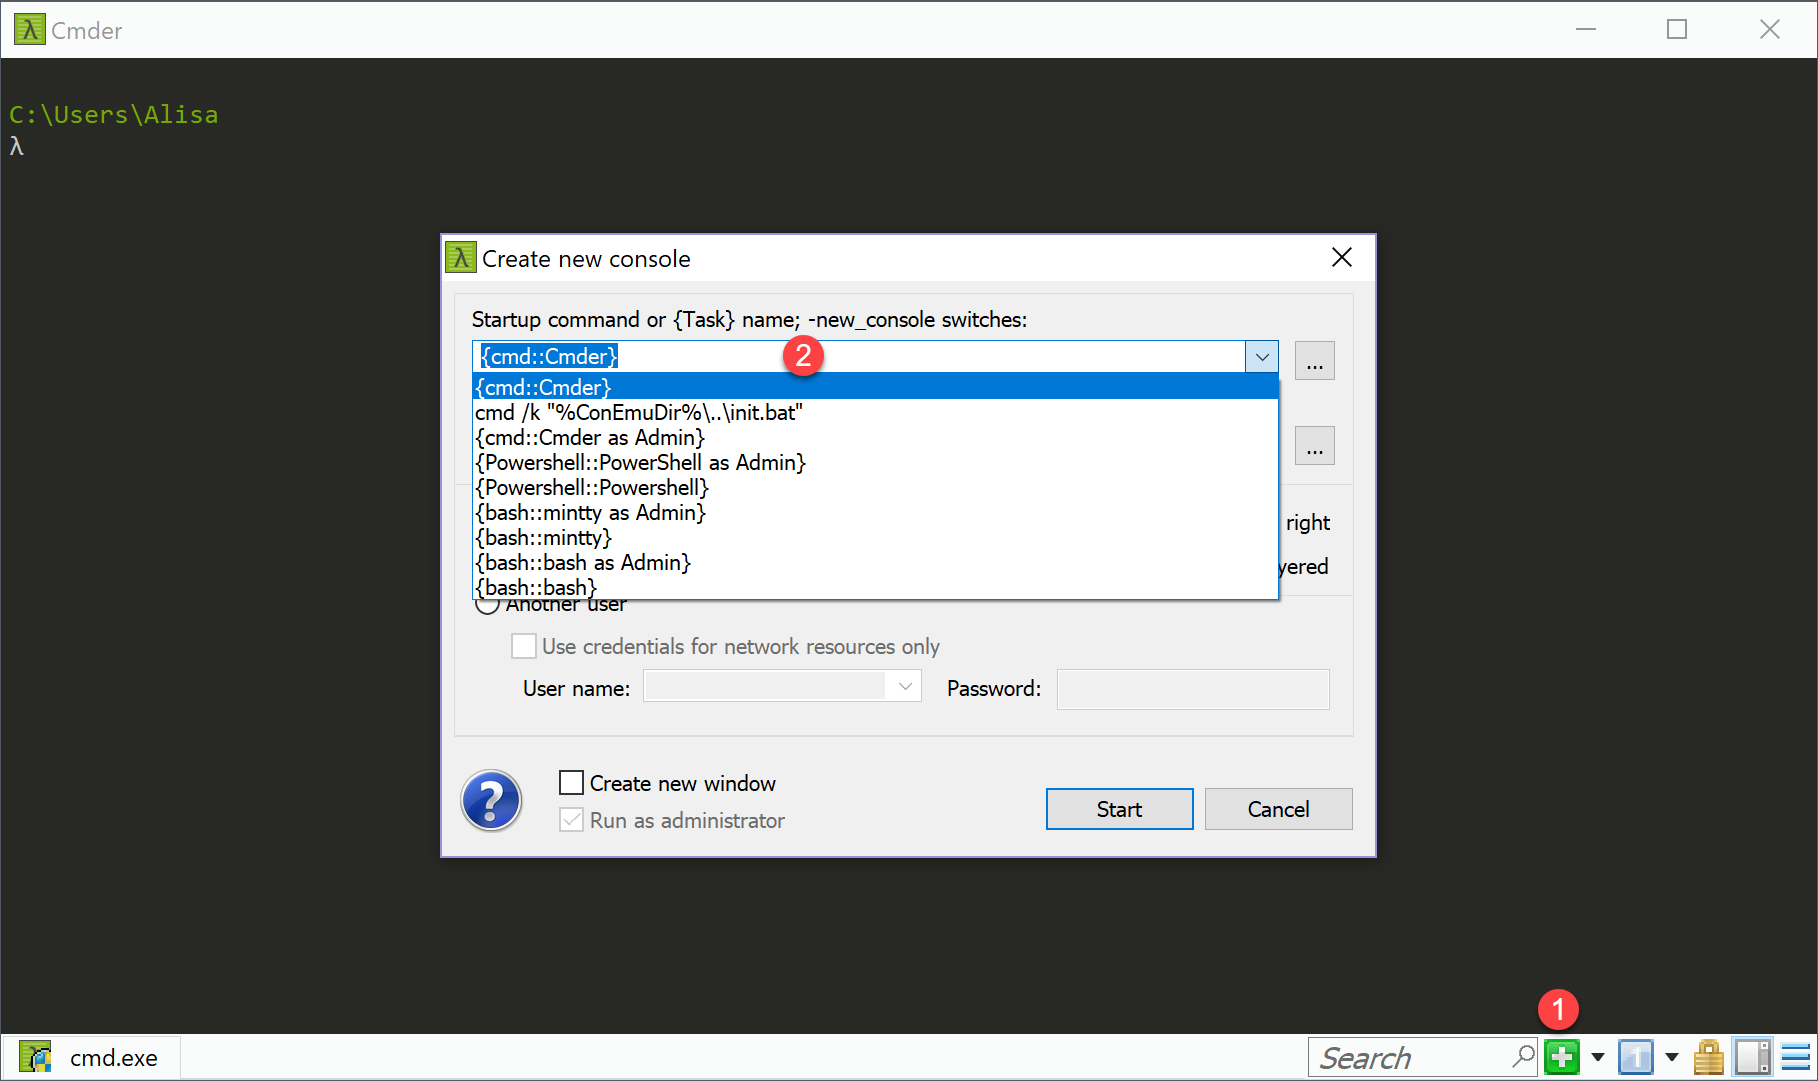 Cmder
C:\Users\Alisa
λ
Create new console
Startup command or {Task} name; -new_console switches:
{cmd::Cmder}
2
...
{cmd::Cmder}
cmd /k "%ConEmuDir%\..\init.bat"
{cmd::Cmder as Admin}
...
{Powershell::PowerShell as Admin}
{Powershell::Powershell}
{bash::mintty as Admin}
right
{bash::mintty}
{bash::bash as Admin}
yered
{bash::bash}
Another user
Use credentials for network resources only
User name:
Password:
Create new window
Run as administrator
Start
Cancel
1
cmd.exe
Search
1